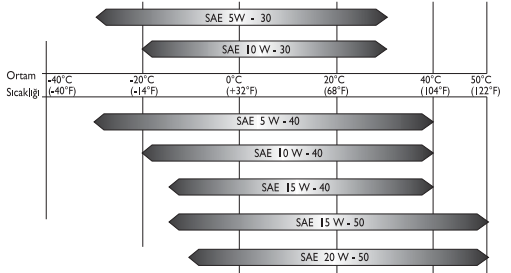 SAE 5W - 30
SAE 10 W - 30
Ortam -40°C -20°C 0°C 20°C 40°C 50°C
Sıcaklığı (-40°F) (-14°F) (+32°F) (68°F) (104°F) (122°F)
SAE 5 W - 40
SAE 10 W - 40
SAE 15 W - 40
SAE 15 W - 50
SAE 20 W - 50